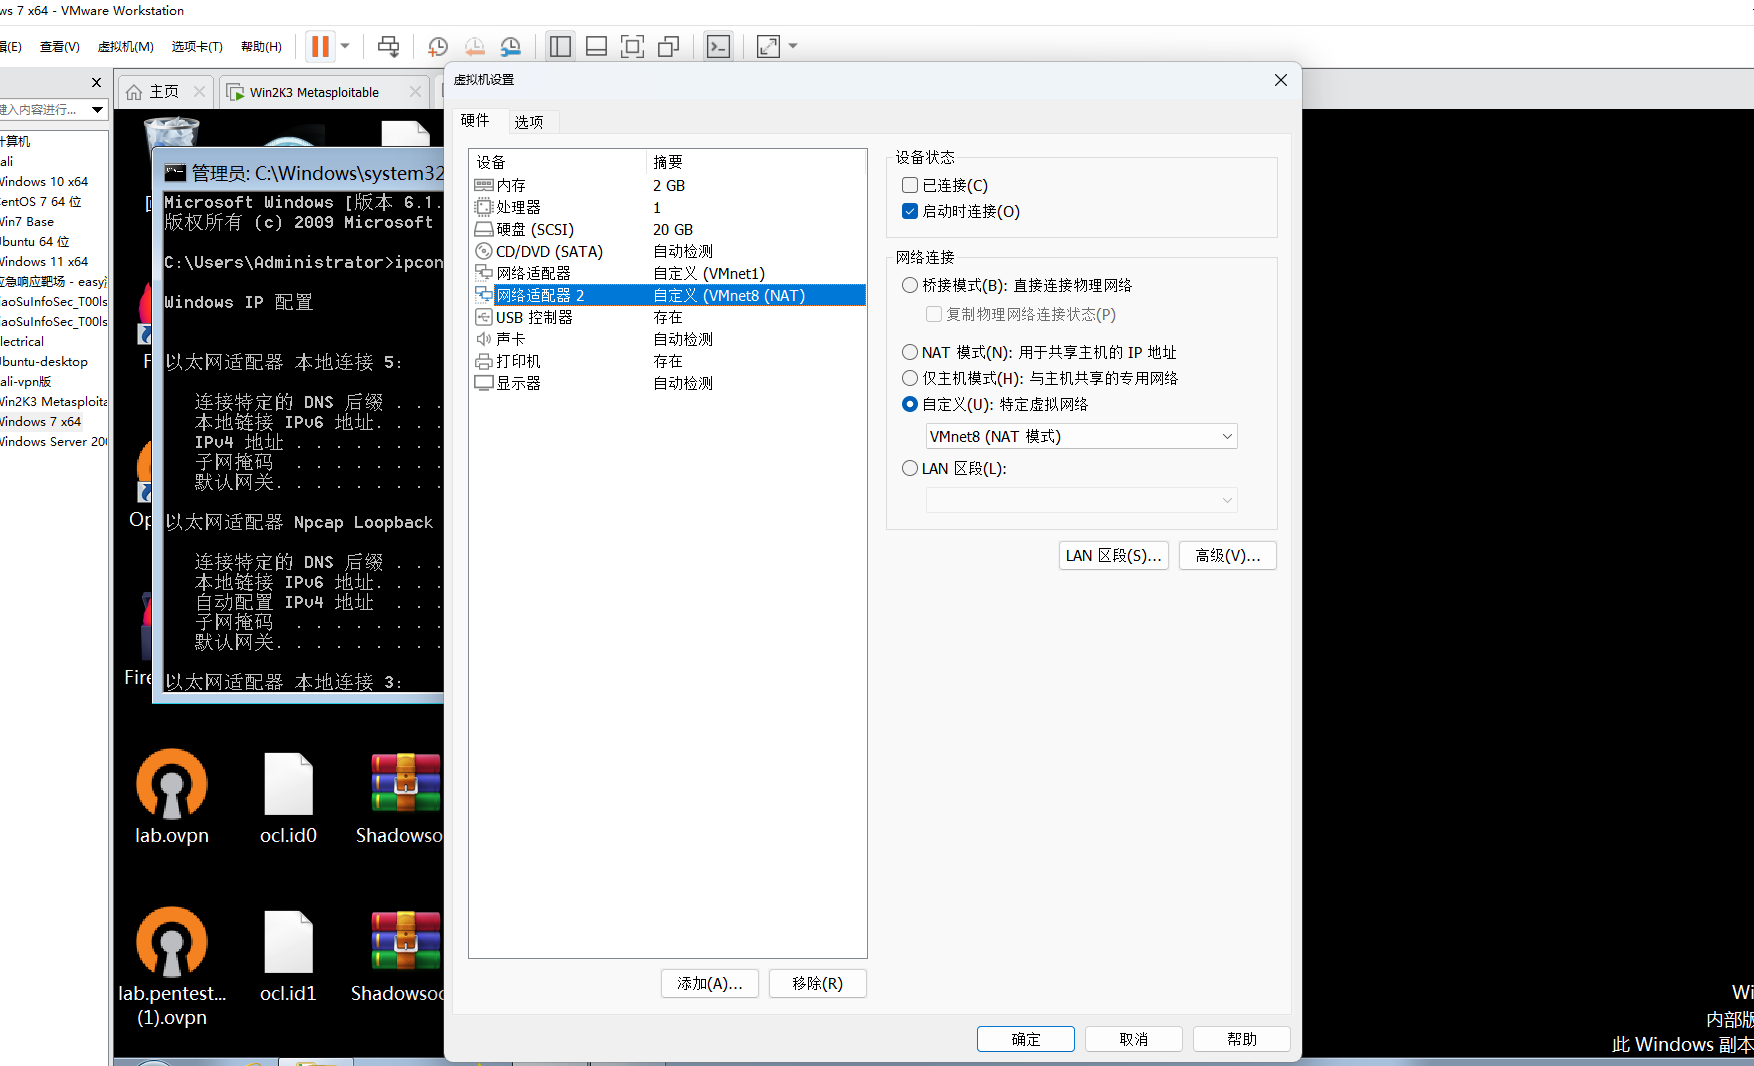 ws 7 x64 - VMware Workstation
辑(E) 查看(V) 虚拟机(M) 选项卡(T) 帮助(H)
主页
Win2K3 Metasploitable
键入内容进行...
计算机
ali
Windows 10 x64
CentOS 7 64 位
Win7 Base
Ubuntu 64 位
Windows 11 x64
应急响应靶场 - easy
aoSuInfoSec_T00ls
aoSuInfoSec_T00ls
lectrical
Ubuntu-desktop
ali-vpn版
Win2K3 Metasploita
Windows 7 x64
Windows Server 200
管理员: C:\Windows\system32
Microsoft Windows [版本 6.1.
版权所有 (c) 2009 Microsoft
C:\Users\Administrator>ipcon
Windows IP 配置
以太网适配器 本地连接 5:
连接特定的 DNS 后缀 . . . .
本地链接 IPv6 地址. . . .
IPv4 地址 . . . . . . . .
子网掩码 . . . . . . . .
默认网关. . . . . . . . .
以太网适配器 Npcap Loopback
连接特定的 DNS 后缀 . . . .
本地链接 IPv6 地址. . . .
自动配置 IPv4 地址 . . .
子网掩码 . . . . . . . .
默认网关. . . . . . . . .
以太网适配器 本地连接 3:
F
Op
Fire
lab.ovpn
ocl.id0
Shadowso
lab.pentest...
(1).ovpn
ocl.id1
Shadowsoc
虚拟机设置
硬件 选项
设备 摘要
内存 2 GB
处理器 1
硬盘 (SCSI) 20 GB
CD/DVD (SATA) 自动检测
网络适配器 自定义 (VMnet1)
网络适配器 2 自定义 (VMnet8 (NAT)
USB 控制器 存在
声卡 自动检测
打印机 存在
显示器 自动检测
添加(A)... 移除(R)
设备状态
已连接(C)
启动时连接(O)
网络连接
桥接模式(B): 直接连接物理网络
复制物理网络连接状态(P)
NAT 模式(N): 用于共享主机的 IP 地址
仅主机模式(H): 与主机共享的专用网络
自定义(U): 特定虚拟网络
VMnet8 (NAT 模式)
LAN 区段(L):
LAN 区段(S)... 高级(V)...
确定 取消 帮助
Wi
内部版
此 Windows 副本